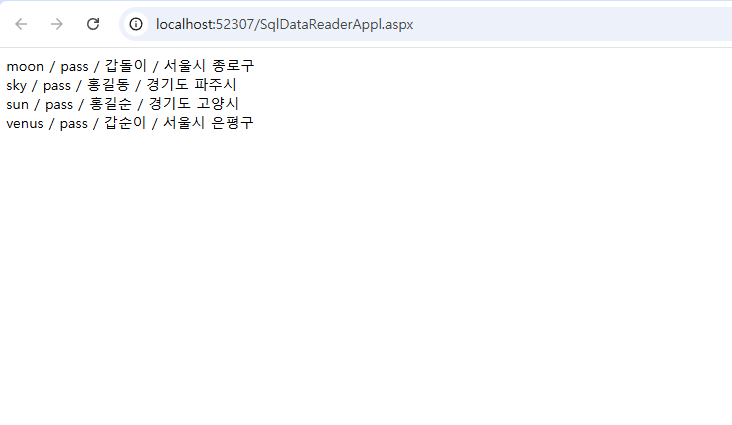 localhost:52307/SqlDataReaderAppl.aspx
moon / pass / 갑돌이 / 서울시 종로구
sky / pass / 홍길동 / 경기도 파주시
sun / pass / 홍길순 / 경기도 고양시
venus / pass / 갑순이 / 서울시 은평구